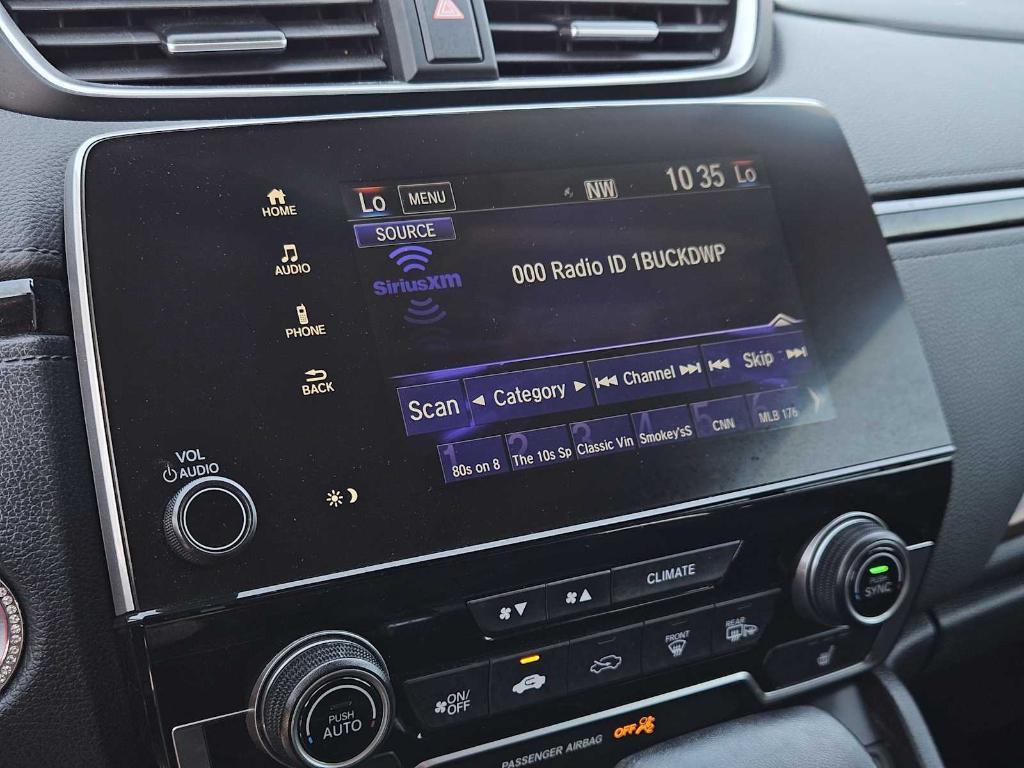 Lo
MENU
NW
10 35
Lo
HOME
SOURCE
AUDIO
SiriusXM
000 Radio ID 1BUCKDWP
PHONE
BACK
Scan
Category
Channel
Skip
1 80s on 8
2 The 10s Sp
3 Classic Vin
4 Smokey'sS
5 CNN
6 MLB 176
VOL
AUDIO
CLIMATE
PUSH
SYNC
ON/
OFF
FRONT
REAR
PUSH
AUTO
PASSENGER AIRBAG
OFF